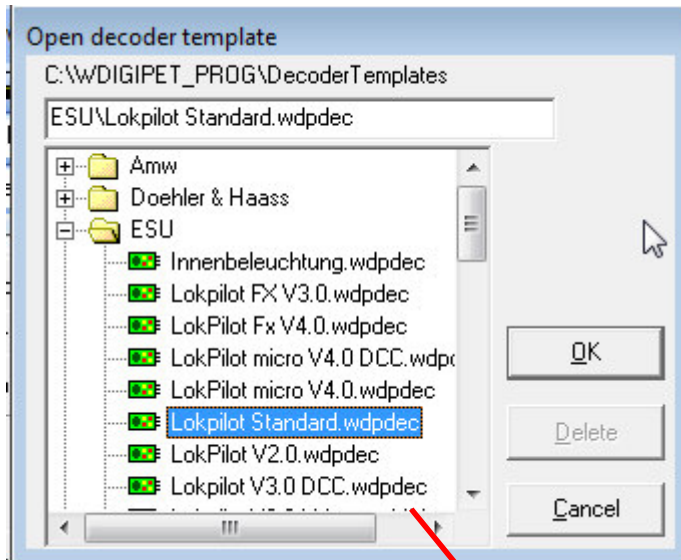 Open decoder template
C:\WDIGIPET_PROG\DecoderTemplates
ESU\Lokpilot Standard.wdpdec
Amw
Doehler & Haass
ESU
Innenbeleuchtung.wdpdec
Lokpilot FX V3.0.wdpdec
LokPilot Fx V4.0.wdpdec
LokPilot micro V4.0 DCC.wdpd
LokPilot micro V4.0.wdpdec
Lokpilot Standard.wdpdec
LokPilot V2.0.wdpdec
Lokpilot V3.0 DCC.wdpdec
OK
Delete
Cancel